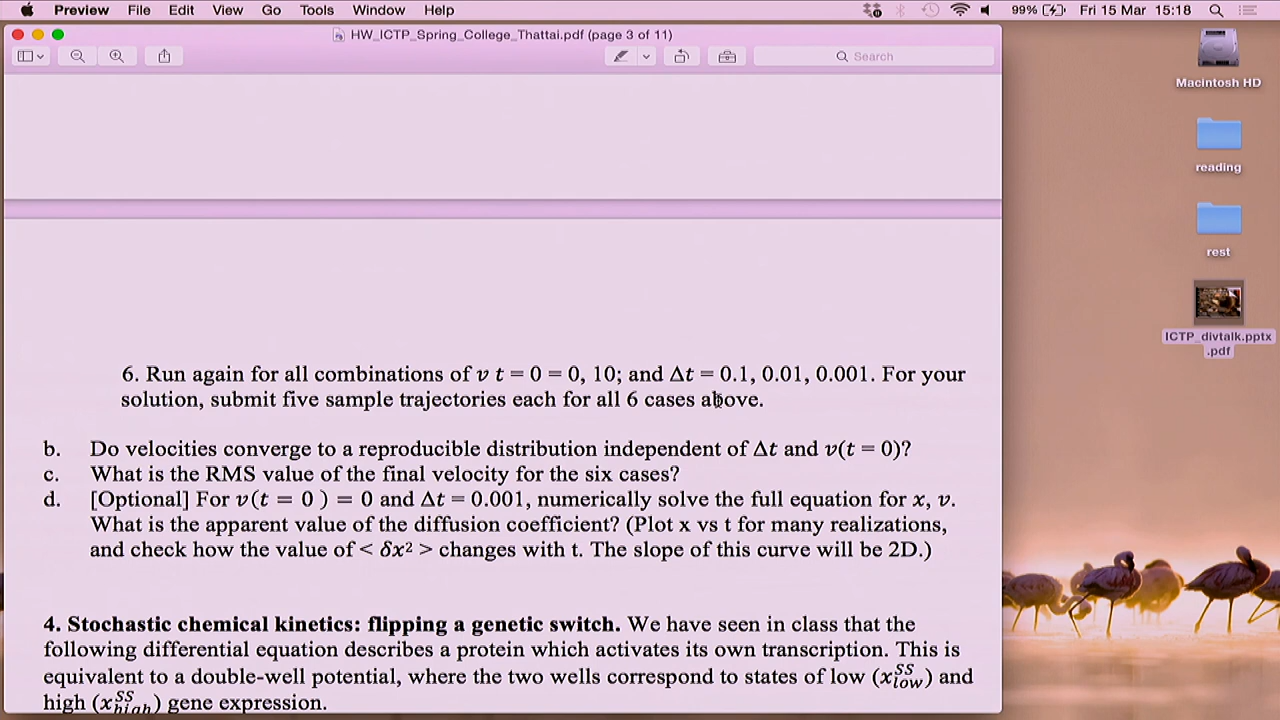 Preview File Edit View Go Tools Window Help 99% Fri 15 Mar 15:18
HW_ICTP_Spring_College_Thattai.pdf (page 3 of 11)
Search
Macintosh HD
reading
rest
ICTP_divtalk.pptx
.pdf
6. Run again for all combinations of v t = 0 = 0, 10; and Δt = 0.1, 0.01, 0.001. For your
solution, submit five sample trajectories each for all 6 cases above.
b. Do velocities converge to a reproducible distribution independent of Δt and v(t = 0)?
c. What is the RMS value of the final velocity for the six cases?
d. [Optional] For v(t = 0 ) = 0 and Δt = 0.001, numerically solve the full equation for x, v.
What is the apparent value of the diffusion coefficient? (Plot x vs t for many realizations,
and check how the value of < δx² > changes with t. The slope of this curve will be 2D.)
4. Stochastic chemical kinetics: flipping a genetic switch. We have seen in class that the
following differential equation describes a protein which activates its own transcription. This is
equivalent to a double-well potential, where the two wells correspond to states of low (x_low^SS) and
high (x_high^SS) gene expression.